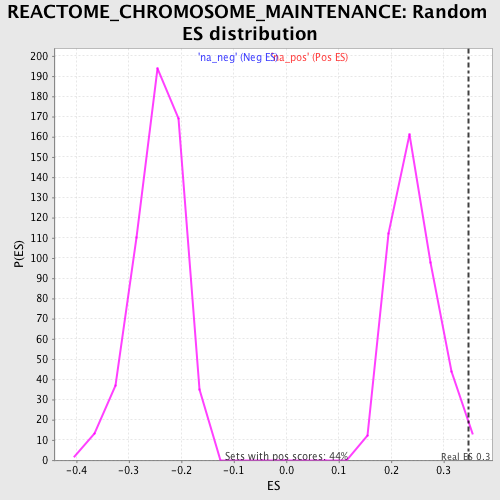 REACTOME_CHROMOSOME_MAINTENANCE: Random
ES distribution
'na_neg' (Neg ES) 'na_pos' (Pos ES)
200
190
180
170
160
150
140
130
120
110
100
90
80
70
60
50
40
30
20
10
0
P(ES)
Sets with pos scores: 44%
Real ES 0.3
-0.4 -0.3 -0.2 -0.1 0.0 0.1 0.2 0.3
ES